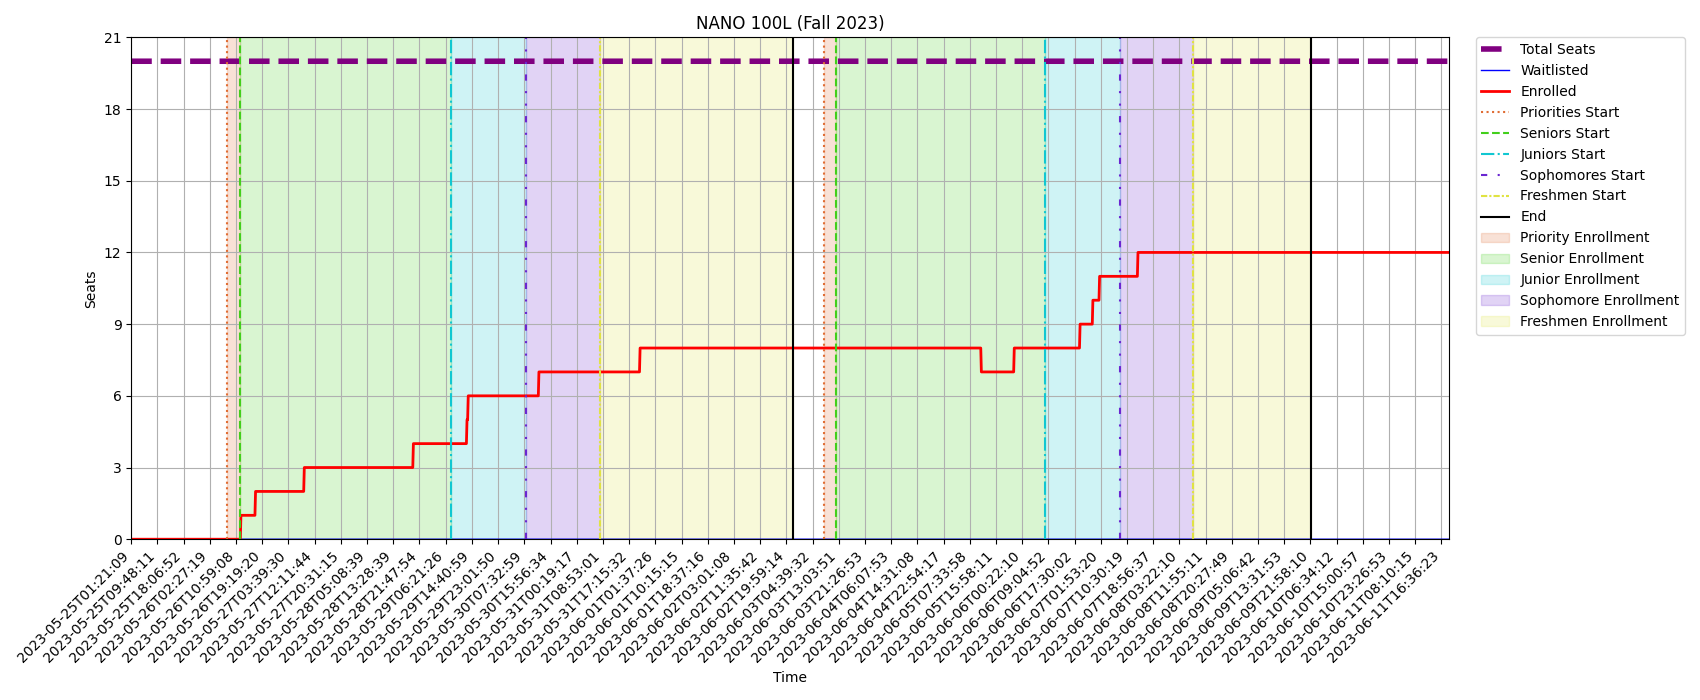 NANO 100L (Fall 2023)
21
18
15
12
9
6
3
0
Seats
2023-05-25T01:21:09
2023-05-25T09:48:11
2023-05-25T18:06:52
2023-05-26T02:27:19
2023-05-26T10:59:08
2023-05-26T19:19:20
2023-05-27T03:39:30
2023-05-27T12:11:44
2023-05-27T20:31:15
2023-05-28T05:08:39
2023-05-28T13:28:39
2023-05-28T21:47:54
2023-05-29T06:21:26
2023-05-29T14:40:59
2023-05-29T23:01:50
2023-05-30T07:32:59
2023-05-30T15:56:34
2023-05-31T00:19:17
2023-05-31T08:53:01
2023-05-31T17:15:32
2023-06-01T01:37:26
2023-06-01T10:15:15
2023-06-01T18:37:16
2023-06-02T03:01:08
2023-06-02T11:35:42
2023-06-02T19:59:14
2023-06-03T04:39:32
2023-06-03T13:03:51
2023-06-03T21:26:53
2023-06-04T06:07:53
2023-06-04T14:31:08
2023-06-04T22:54:17
2023-06-05T07:33:58
2023-06-05T15:58:11
2023-06-06T00:22:10
2023-06-06T09:04:52
2023-06-06T17:30:02
2023-06-07T01:53:20
2023-06-07T10:30:19
2023-06-07T18:56:37
2023-06-08T03:22:10
2023-06-08T11:55:11
2023-06-08T20:27:49
2023-06-09T05:06:42
2023-06-09T13:31:53
2023-06-09T21:58:10
2023-06-10T06:34:12
2023-06-10T15:00:57
2023-06-10T23:26:53
2023-06-11T08:10:15
2023-06-11T16:36:23
Time
Total Seats
Waitlisted
Enrolled
Priorities Start
Seniors Start
Juniors Start
Sophomores Start
Freshmen Start
End
Priority Enrollment
Senior Enrollment
Junior Enrollment
Sophomore Enrollment
Freshmen Enrollment